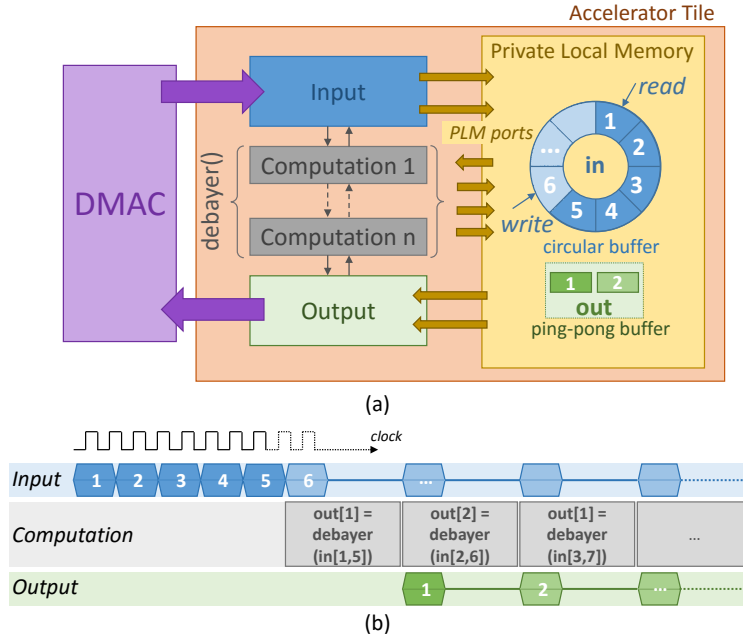 Accelerator Tile
Private Local Memory
Input
read
PLM ports
1
2
3
4
5
6
...
in
write
circular buffer
DMAC
debayer()
Computation 1
Computation n
Output
1
2
out
ping-pong buffer
(a)
clock
Input
1
2
3
4
5
6
...
Computation
out[1] =
debayer
(in[1,5])
out[2] =
debayer
(in[2,6])
out[1] =
debayer
(in[3,7])
...
Output
1
2
...
(b)